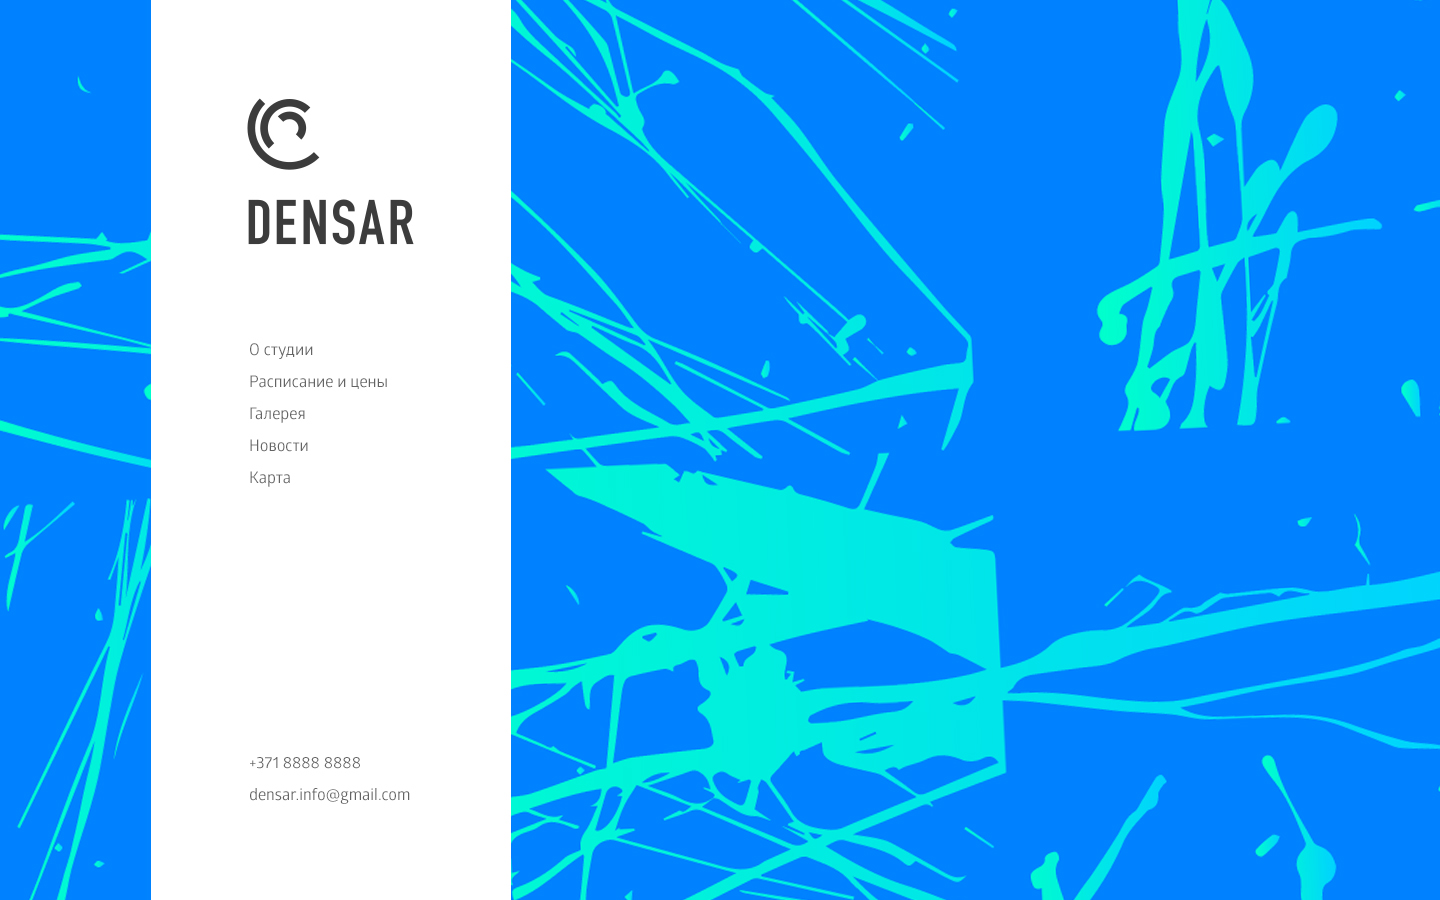 DENSAR
О студии
Расписание и цены
Галерея
Новости
Карта
+371 8888 8888
densar.info@gmail.com